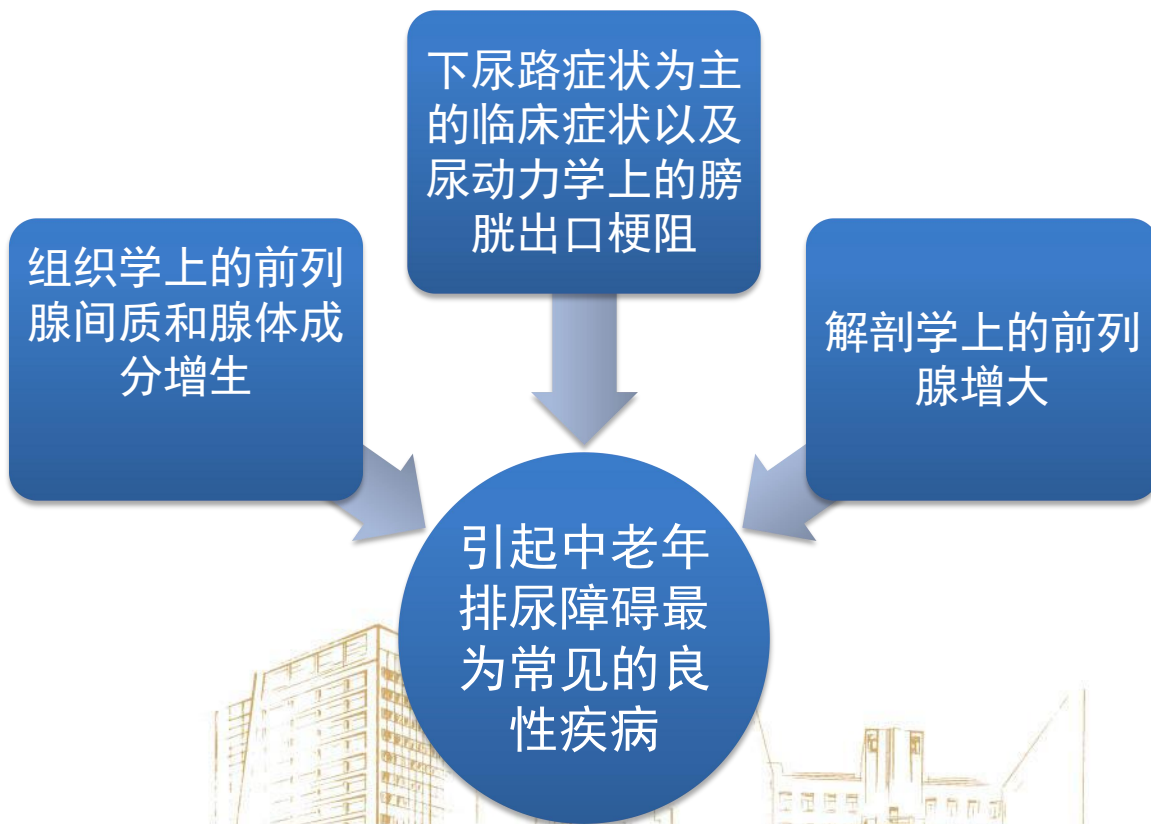 下尿路症状为主
的临床症状以及
尿动力学上的膀
胱出口梗阻
组织学上的前列
腺间质和腺体成
分增生
解剖学上的前列
腺增大
引起中老年
排尿障碍最
为常见的良
性疾病